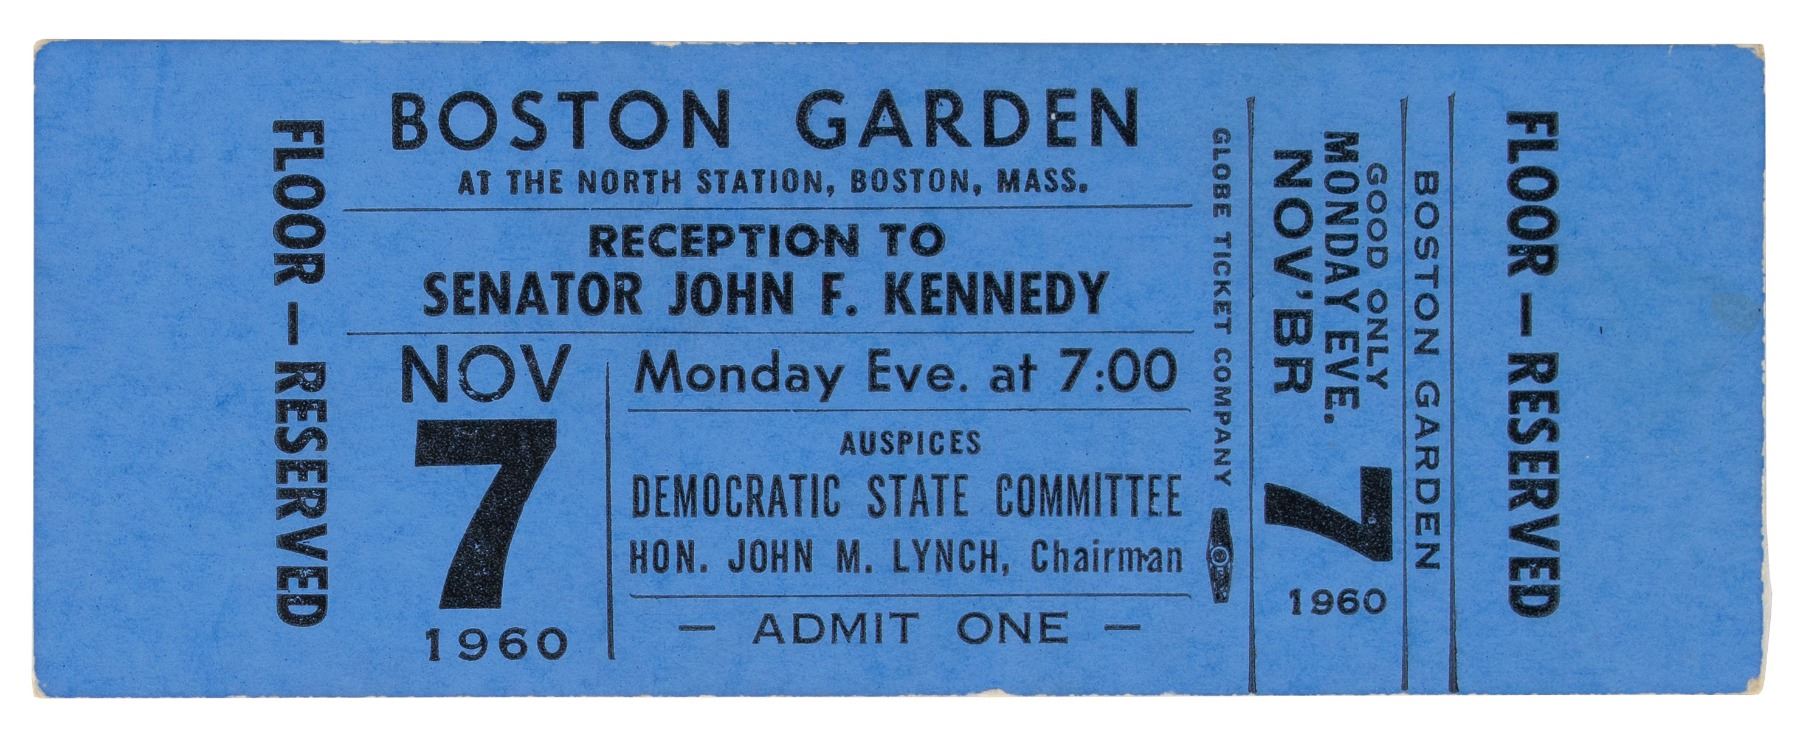 FLOOR — RESERVED
BOSTON GARDEN
AT THE NORTH STATION, BOSTON, MASS.
RECEPTION TO
SENATOR JOHN F. KENNEDY
NOV
7
1960
Monday Eve. at 7:00
AUSPICES
DEMOCRATIC STATE COMMITTEE
HON. JOHN M. LYNCH, Chairman
— ADMIT ONE —
GLOBE TICKET COMPANY
GOOD ONLY
MONDAY EVE.
NOV'BR
7
1960
BOSTON GARDEN
FLOOR — RESERVED